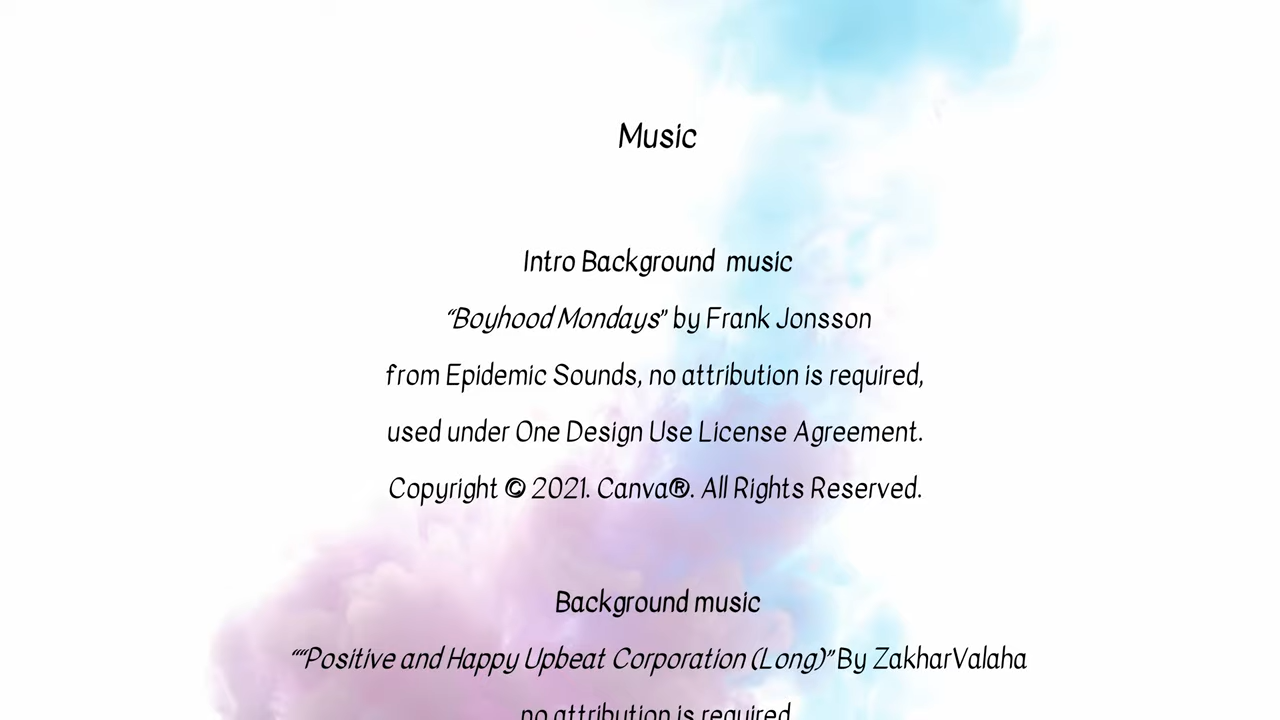 Music
Intro Background  music
“Boyhood Mondays” by Frank Jonsson
from Epidemic Sounds, no attribution is required,
used under One Design Use License Agreement.
Copyright © 2021. Canva®. All Rights Reserved.
Background music
““Positive and Happy Upbeat Corporation (Long)” By ZakharValaha
no attribution is required